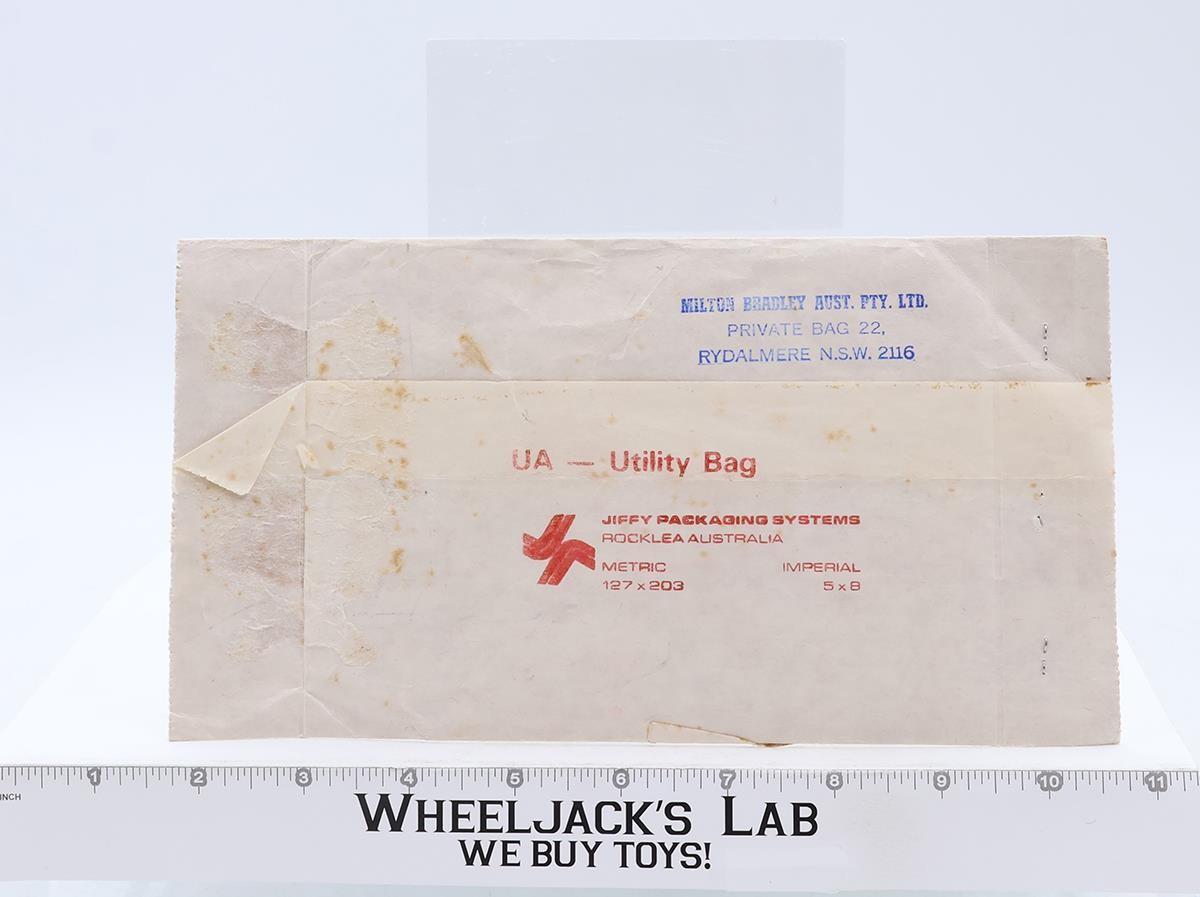 MILTON BRADLEY AUST. PTY. LTD.
PRIVATE BAG 22,
RYDALMERE N.S.W. 2116
UA — Utility Bag
JIFFY PACKAGING SYSTEMS
ROCKLEA AUSTRALIA
METRIC IMPERIAL
127 x 203 5 x 8
1 2 3 4 5 6 7 8 9 10 11
INCH
WHEELJACK'S LAB
WE BUY TOYS!